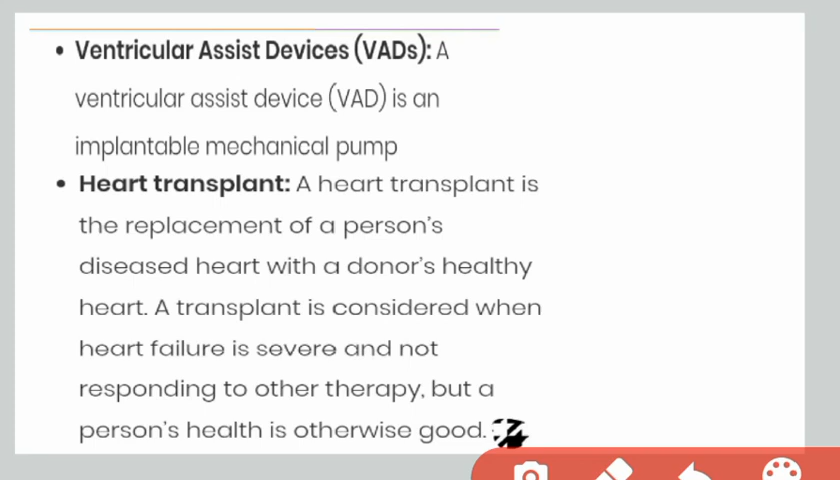 • Ventricular Assist Devices (VADs): A
ventricular assist device (VAD) is an
implantable mechanical pump
• Heart transplant: A heart transplant is
the replacement of a person's
diseased heart with a donor's healthy
heart. A transplant is considered when
heart failure is severe and not
responding to other therapy, but a
person's health is otherwise good.